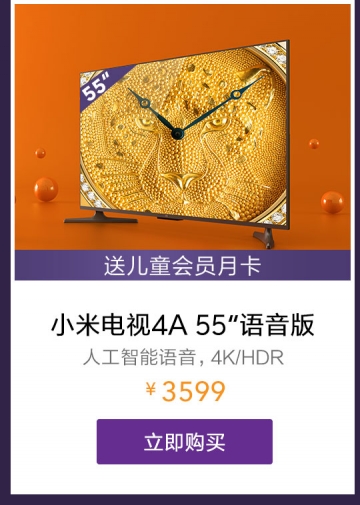 55"
送儿童会员月卡
小米电视4A 55"语音版
人工智能语音，4K/HDR
¥3599
立即购买